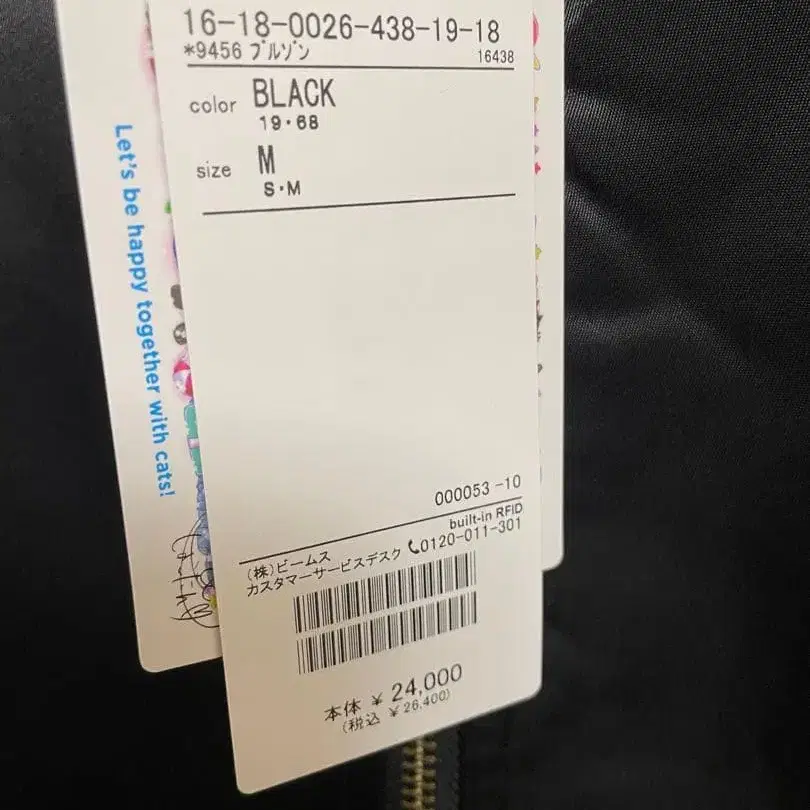 16-18-0026-438-19-18
*9456 ﾌﾞﾙｿﾞﾝ
16438
color BLACK
19・68
size M
S・M
000053 -10
built-in RFID
(株)ビームス
カスタマーサービスデスク 📞0120-011-301
本体 ¥ 24,000
(税込 ¥26,400)
Let's be happy together with cats!